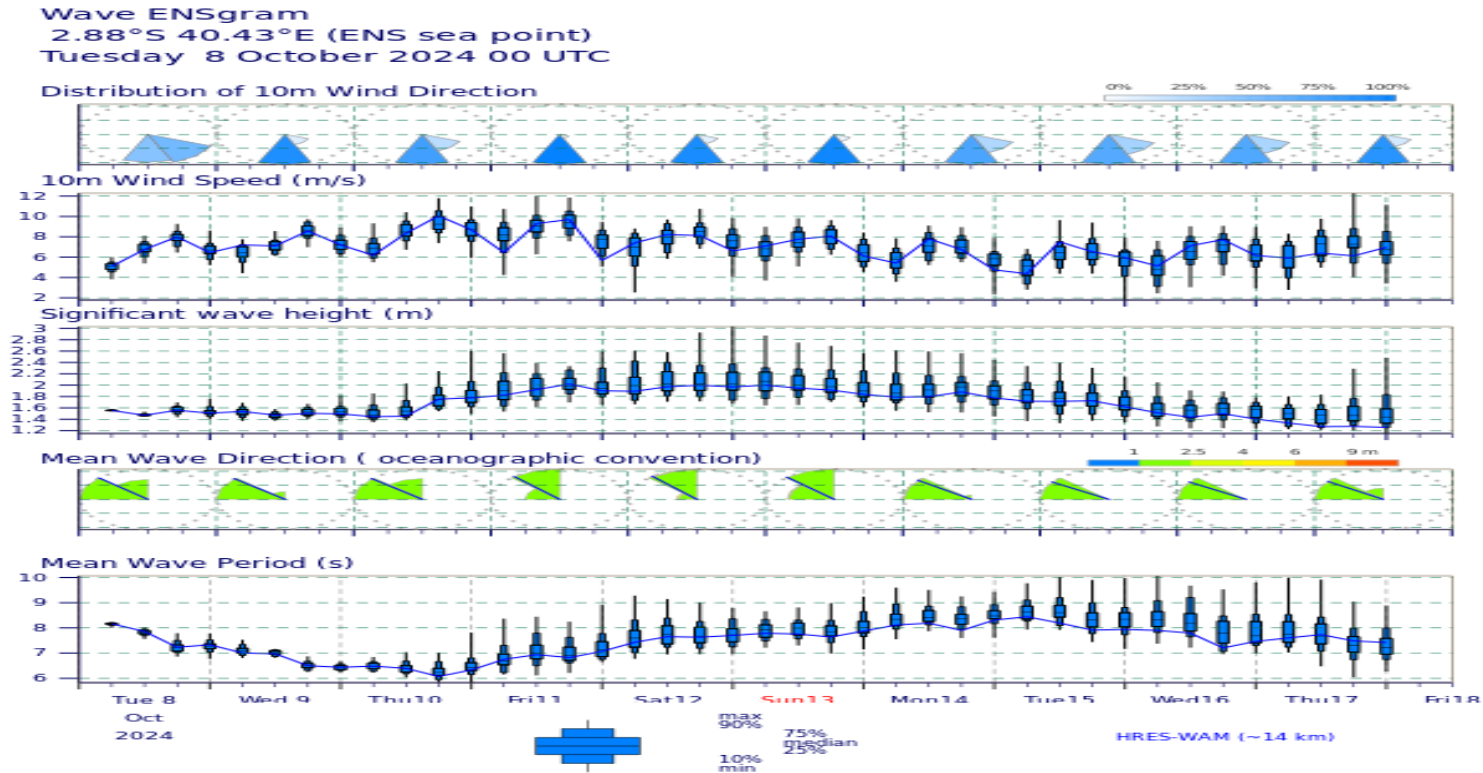 Wave ENSgram
2.88°S 40.43°E (ENS sea point)
Tuesday 8 October 2024 00 UTC
Distribution of 10m Wind Direction
0% 25% 50% 75% 100%
10m Wind Speed (m/s)
12
10
8
6
4
2
Significant wave height (m)
3
2.8
2.6
2.4
2.2
2
1.8
1.6
1.4
1.2
Mean Wave Direction ( oceanographic convention)
1 2.5 4 6 9 m
Mean Wave Period (s)
10
9
8
7
6
Tue 8 Wed 9 Thu10 Fri11 Sat12 Sun13 Mon14 Tue15 Wed16 Thu17 Fri18
Oct
2024
max
90%
75%
median
25%
10%
min
HRES-WAM (~14 km)